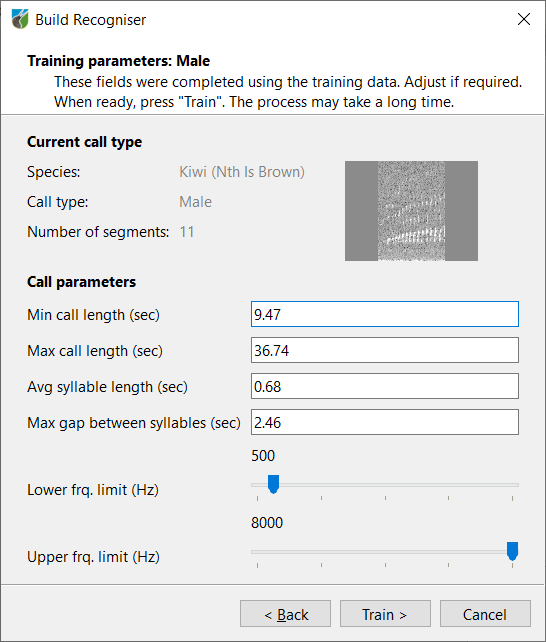 Build Recogniser
Training parameters: Male
These fields were completed using the training data. Adjust if required.
When ready, press "Train". The process may take a long time.
Current call type
Species: Kiwi (Nth Is Brown)
Call type: Male
Number of segments: 11
Call parameters
Min call length (sec) 9.47
Max call length (sec) 36.74
Avg syllable length (sec) 0.68
Max gap between syllables (sec) 2.46
500
Lower frq. limit (Hz)
8000
Upper frq. limit (Hz)
< Back Train > Cancel